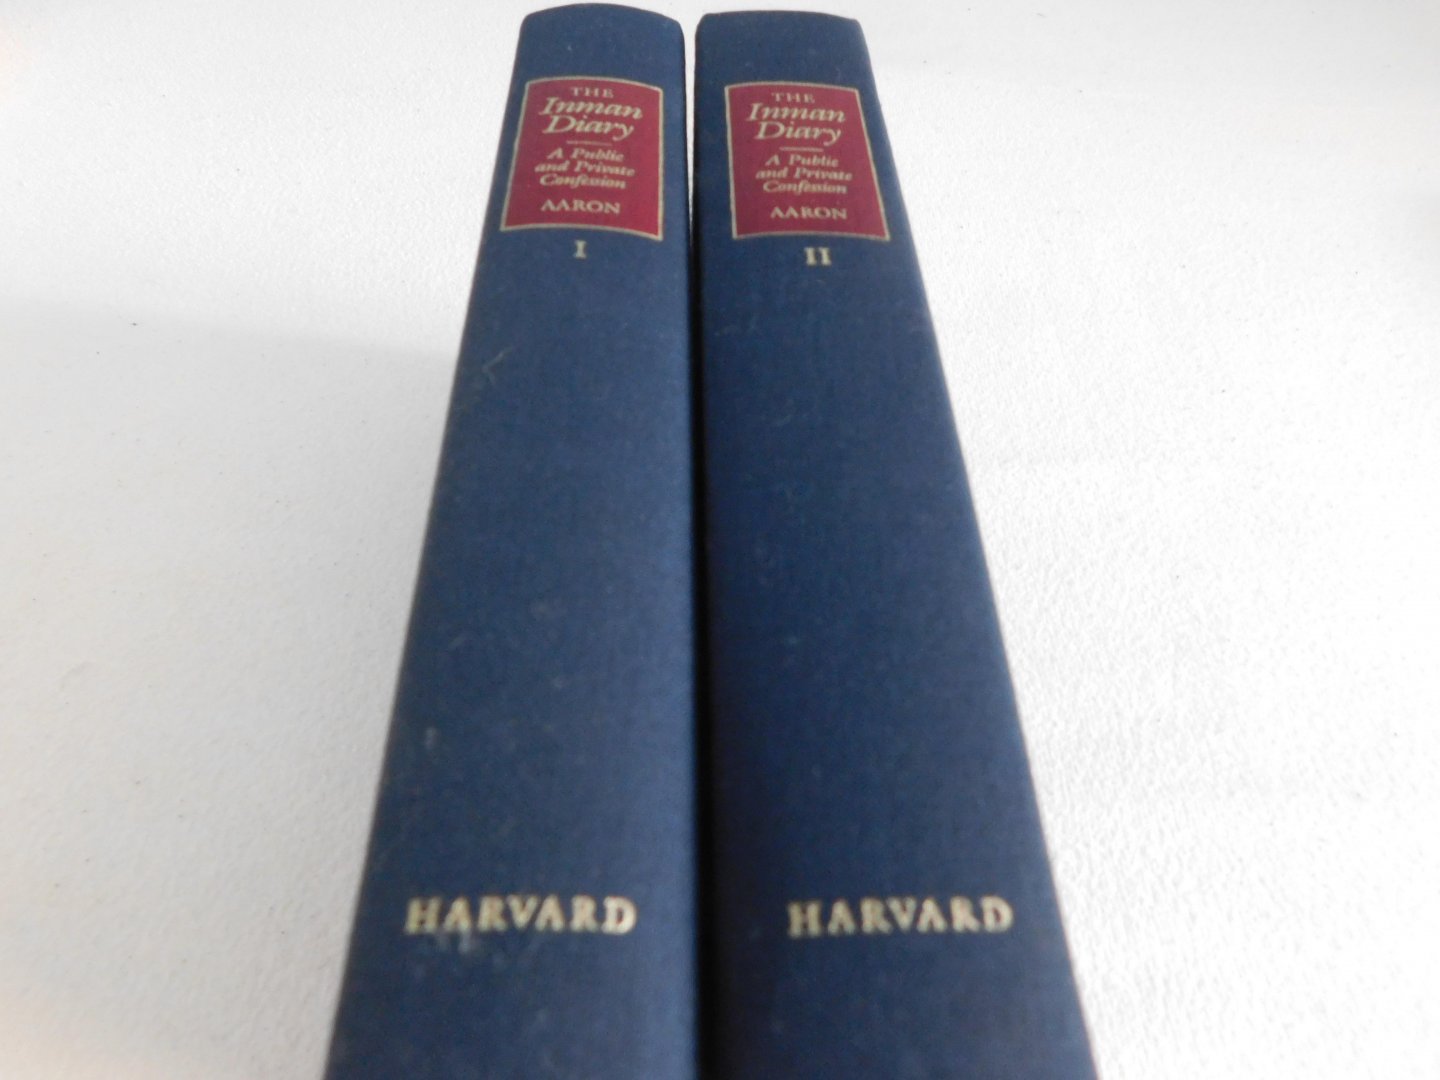 THE
Inman
Diary
A Public
and Private
Confession
AARON
I
HARVARD
THE
Inman
Diary
A Public
and Private
Confession
AARON
II
HARVARD